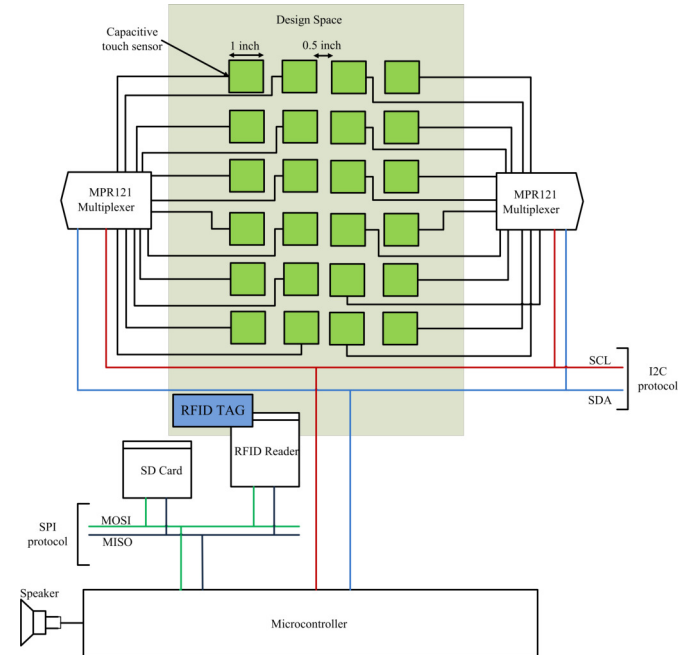 Design Space
Capacitive
touch sensor
1 inch
0.5 inch
MPR121
Multiplexer
MPR121
Multiplexer
SCL
I2C
protocol
SDA
RFID TAG
RFID Reader
SD Card
SPI
protocol
MOSI
MISO
Speaker
Microcontroller